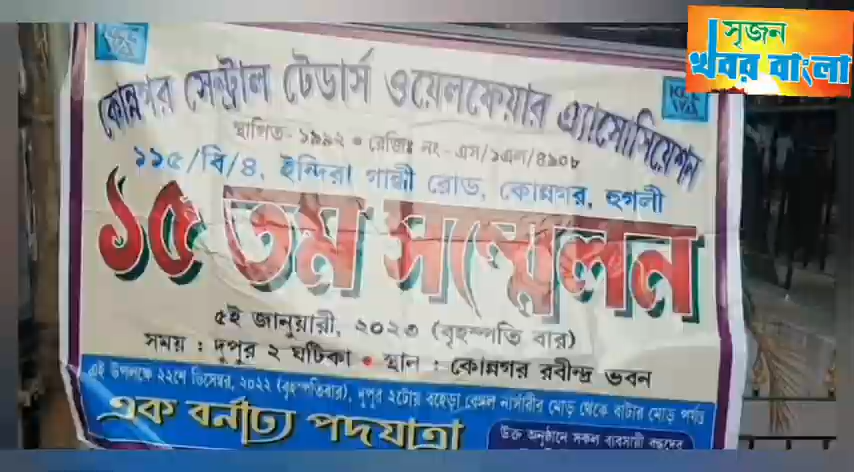 সৃজন
খবর বাংলা
কোন্নগর সেন্ট্রাল টেডার্স ওয়েলফেয়ার এ্যাসোসিয়েশন
স্থাপিত- ১৯৯২ • রেজিঃ নং - এস/১এল/৪৯০৮
১১৫/বি/৪, ইন্দিরা গান্ধী রোড, কোন্নগর, হুগলী
১৫ তম সম্মেলন
৫ই জানুয়ারী, ২০২৩ (বৃহস্পতি বার)
সময় : দুপুর ২ ঘটিকা • স্থান : কোন্নগর রবীন্দ্র ভবন
এই উপলক্ষে ২২শে ডিসেম্বর, ২০২২ (বৃহস্পতিবার), দুপুর ২টোয় বহেড়া বেঙ্গল নার্সারীর মোড় থেকে বাটার মোড় পর্যন্ত
এক বর্নাঢ্য পদযাত্রা
উক্ত অনুষ্ঠানে সকল ব্যবসায়ী বন্ধুদের